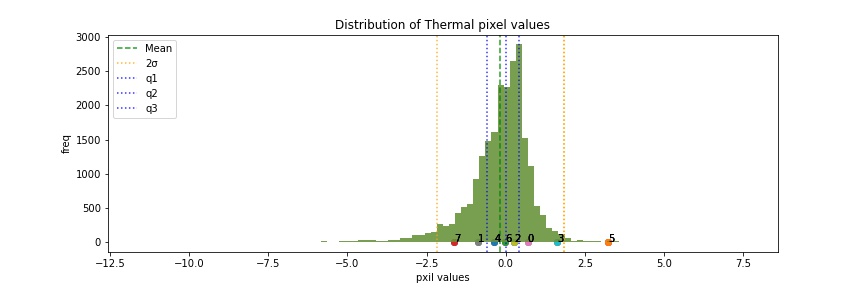 Distribution of Thermal pixel values
3000
2500
2000
1500
1000
500
0
freq
Mean
2σ
q1
q2
q3
7 1 4 6 2 0 3 5
−12.5 −10.0 −7.5 −5.0 −2.5 0.0 2.5 5.0 7.5
pxil values